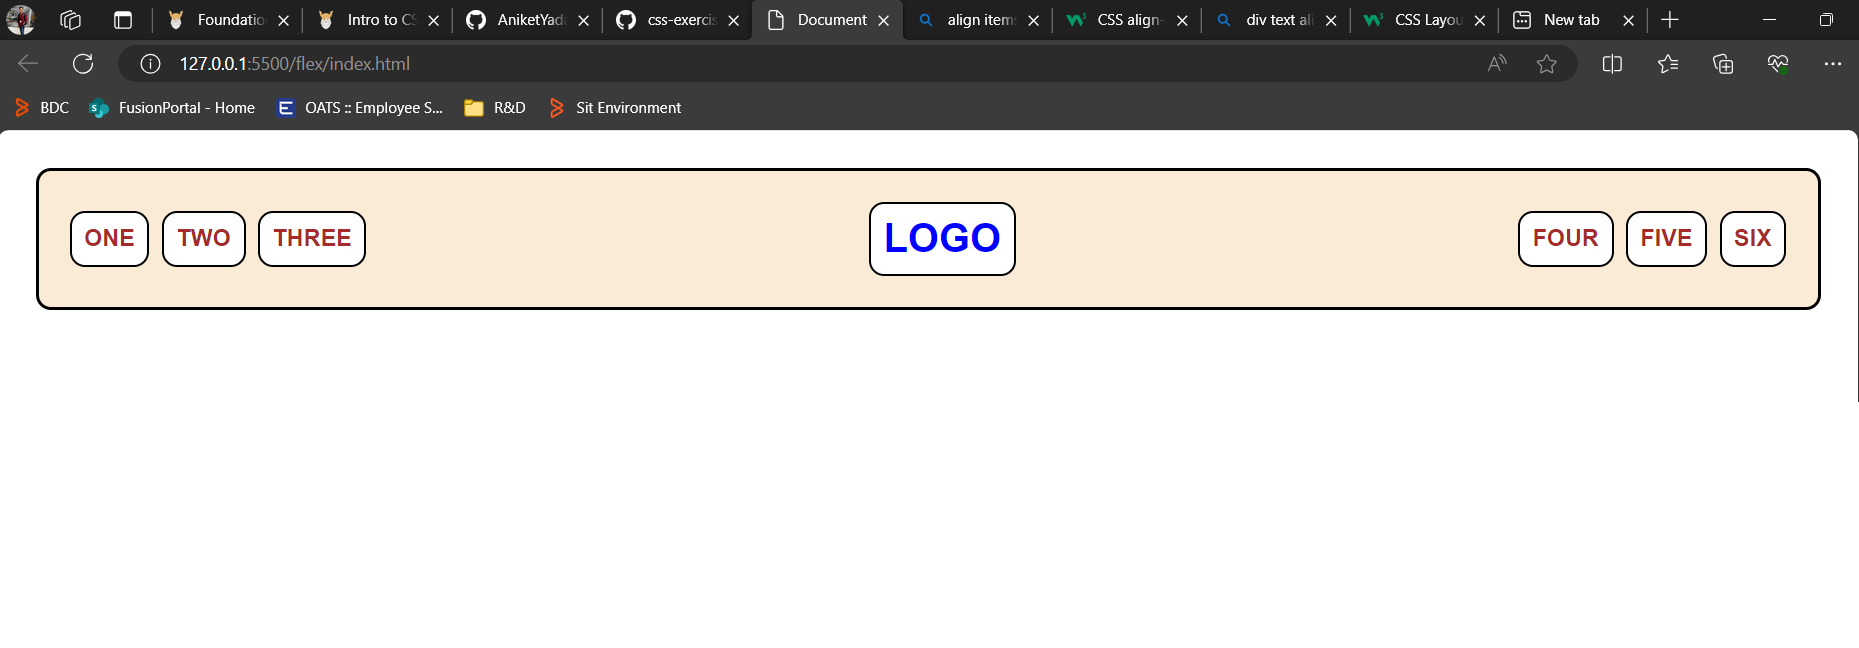 Foundatio
Intro to CS
AniketYada
css-exercis
Document
align items
CSS align-
div text ali
CSS Layou
New tab
127.0.0.1:5500/flex/index.html
BDC
FusionPortal - Home
OATS :: Employee S...
R&D
Sit Environment
ONE
TWO
THREE
LOGO
FOUR
FIVE
SIX